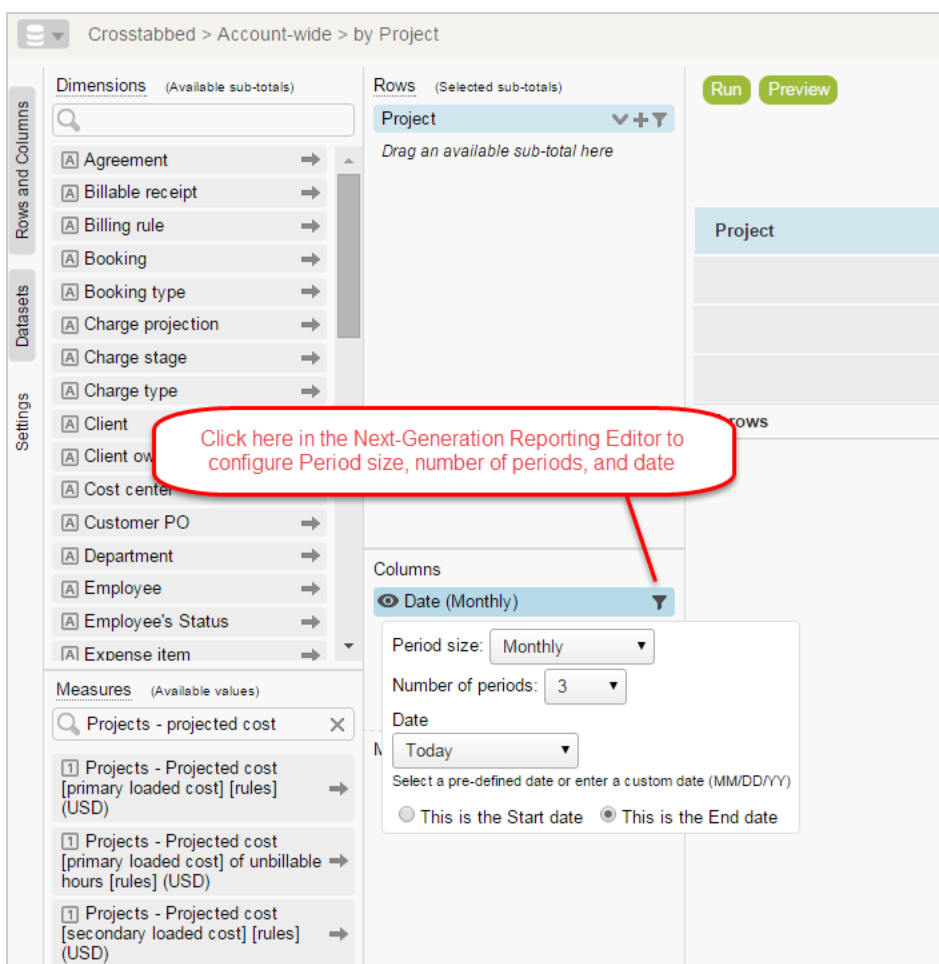 Crosstabbed > Account-wide > by Project
Rows and Columns
Datasets
Settings
Dimensions (Available sub-totals)
Agreement
Billable receipt
Billing rule
Booking
Booking type
Charge projection
Charge stage
Charge type
Client
Client ow
Cost center
Customer PO
Department
Employee
Employee's Status
Expense item
Measures (Available values)
Projects - projected cost
Projects - Projected cost
[primary loaded cost] [rules]
(USD)
Projects - Projected cost
[primary loaded cost] of unbillable
hours [rules] (USD)
Projects - Projected cost
[secondary loaded cost] [rules]
(USD)
Rows (Selected sub-totals)
Project
Drag an available sub-total here
Click here in the Next-Generation Reporting Editor to
configure Period size, number of periods, and date
Columns
Date (Monthly)
Period size: Monthly
Number of periods: 3
Date
Today
Select a pre-defined date or enter a custom date (MM/DD/YY)
This is the Start date This is the End date
Run Preview
Project
rows